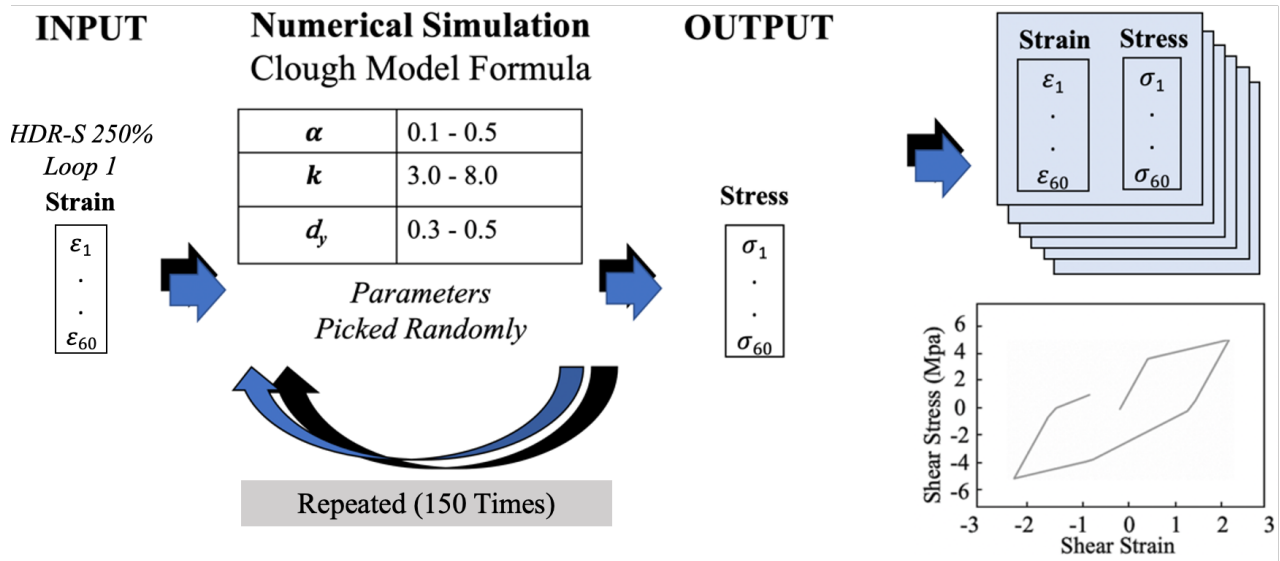 INPUT
HDR-S 250%
Loop 1
Strain
ε1
.
.
ε60
Numerical Simulation
Clough Model Formula
α 0.1 - 0.5
k 3.0 - 8.0
dy 0.3 - 0.5
Parameters
Picked Randomly
Repeated (150 Times)
OUTPUT
Stress
σ1
.
.
σ60
Strain Stress
ε1 σ1
. .
. .
ε60 σ60
Shear Stress (Mpa)
6
4
2
0
-2
-4
-6
-3 -2 -1 0 1 2 3
Shear Strain